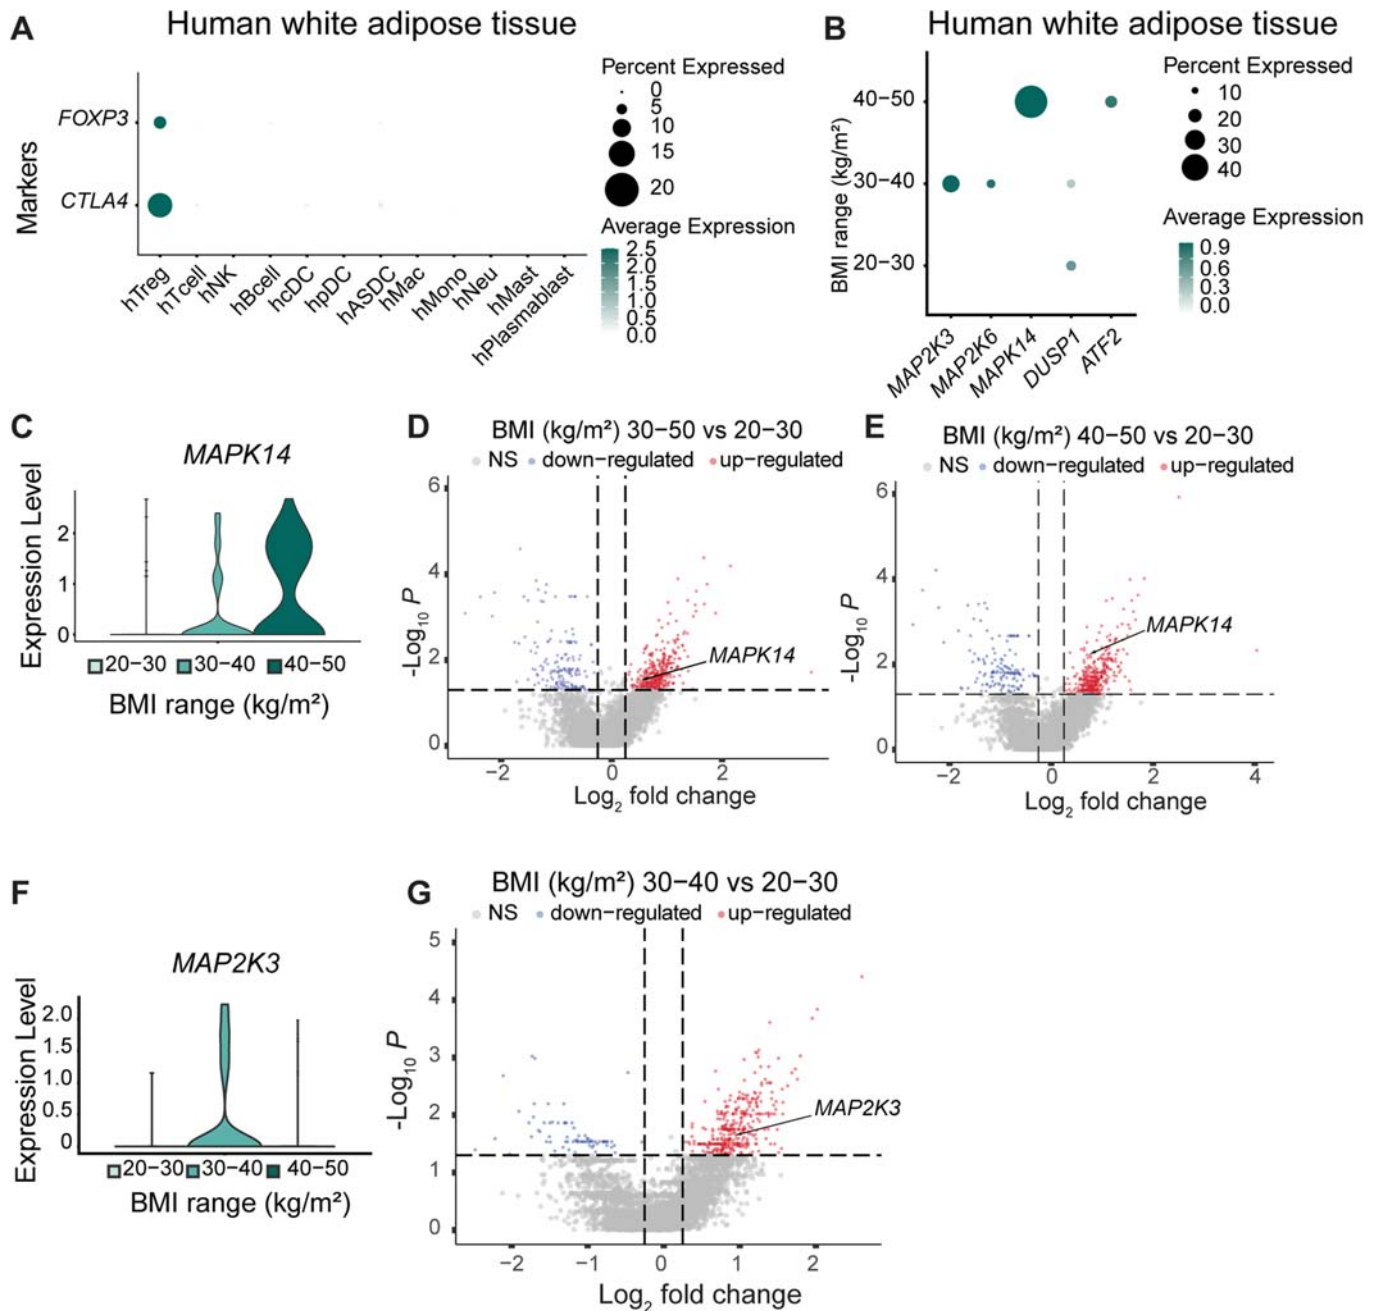 A
Human white adipose tissue
Markers
FOXP3
CTLA4
hTreg
hTcell
hNK
hBcell
hcDC
hpDC
hASDC
hMac
hMono
hNeu
hMast
hPlasmablast
Percent Expressed
0
5
10
15
20
Average Expression
2.5
2.0
1.5
1.0
0.5
0.0
B
Human white adipose tissue
BMI range (kg/m²)
40−50
30−40
20−30
MAP2K3
MAP2K6
MAPK14
DUSP1
ATF2
Percent Expressed
10
20
30
40
Average Expression
0.9
0.6
0.3
0.0
C
MAPK14
Expression Level
2
1
0
20−30 30−40 40−50
BMI range (kg/m²)
D
BMI (kg/m²) 30−50 vs 20−30
NS down−regulated up−regulated
-Log10 P
6
4
2
0
MAPK14
−2 0 2
Log2 fold change
E
BMI (kg/m²) 40−50 vs 20−30
NS down−regulated up−regulated
-Log10 P
6
4
2
0
MAPK14
−2 0 2 4
Log2 fold change
F
MAP2K3
Expression Level
2.0
1.5
1.0
0.5
0
20−30 30−40 40−50
BMI range (kg/m²)
G
BMI (kg/m²) 30−40 vs 20−30
NS down−regulated up−regulated
-Log10 P
5
4
3
2
1
0
MAP2K3
−2 −1 0 1 2
Log2 fold change